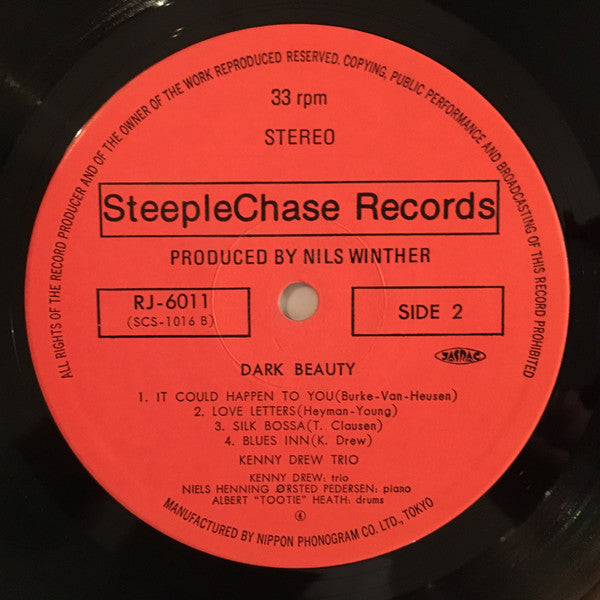 ALL RIGHTS OF THE RECORD PRODUCER AND OF THE OWNER OF THE WORK REPRODUCED RESERVED. COPYING, PUBLIC PERFORMANCE AND BROADCASTING OF THIS RECORD PROHIBITED
33 rpm
STEREO
SteepleChase Records
PRODUCED BY NILS WINTHER
RJ-6011
(SCS-1016 B)
SIDE 2
JASRAC
DARK BEAUTY
1. IT COULD HAPPEN TO YOU(Burke-Van-Heusen)
2. LOVE LETTERS(Heyman-Young)
3. SILK BOSSA(T. Clausen)
4. BLUES INN(K. Drew)
KENNY DREW TRIO
KENNY DREW: trio
NIELS HENNING ØRSTED PEDERSEN: piano
ALBERT "TOOTIE" HEATH: drums
④
MANUFACTURED BY NIPPON PHONOGRAM CO. LTD., TOKYO